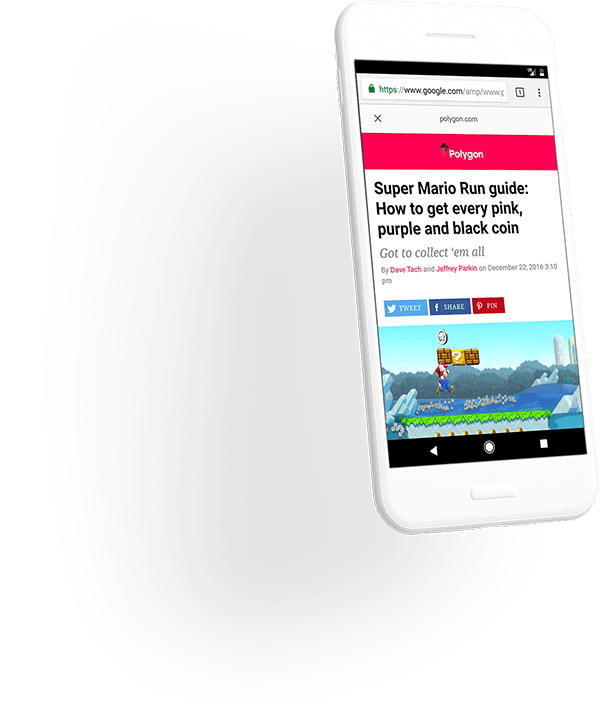 https://www.google.com/amp/www.p
1
polygon.com
Polygon
Super Mario Run guide:
How to get every pink,
purple and black coin
Got to collect ‘em all
By Dave Tach and Jeffrey Parkin on December 22, 2016 3:10
pm
TWEET f SHARE PIN
?